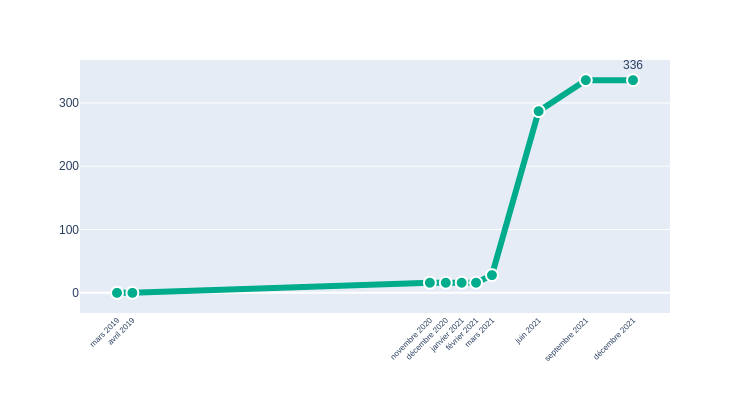 336
300
200
100
0
mars 2019
avril 2019
novembre 2020
décembre 2020
janvier 2021
février 2021
mars 2021
juin 2021
septembre 2021
décembre 2021